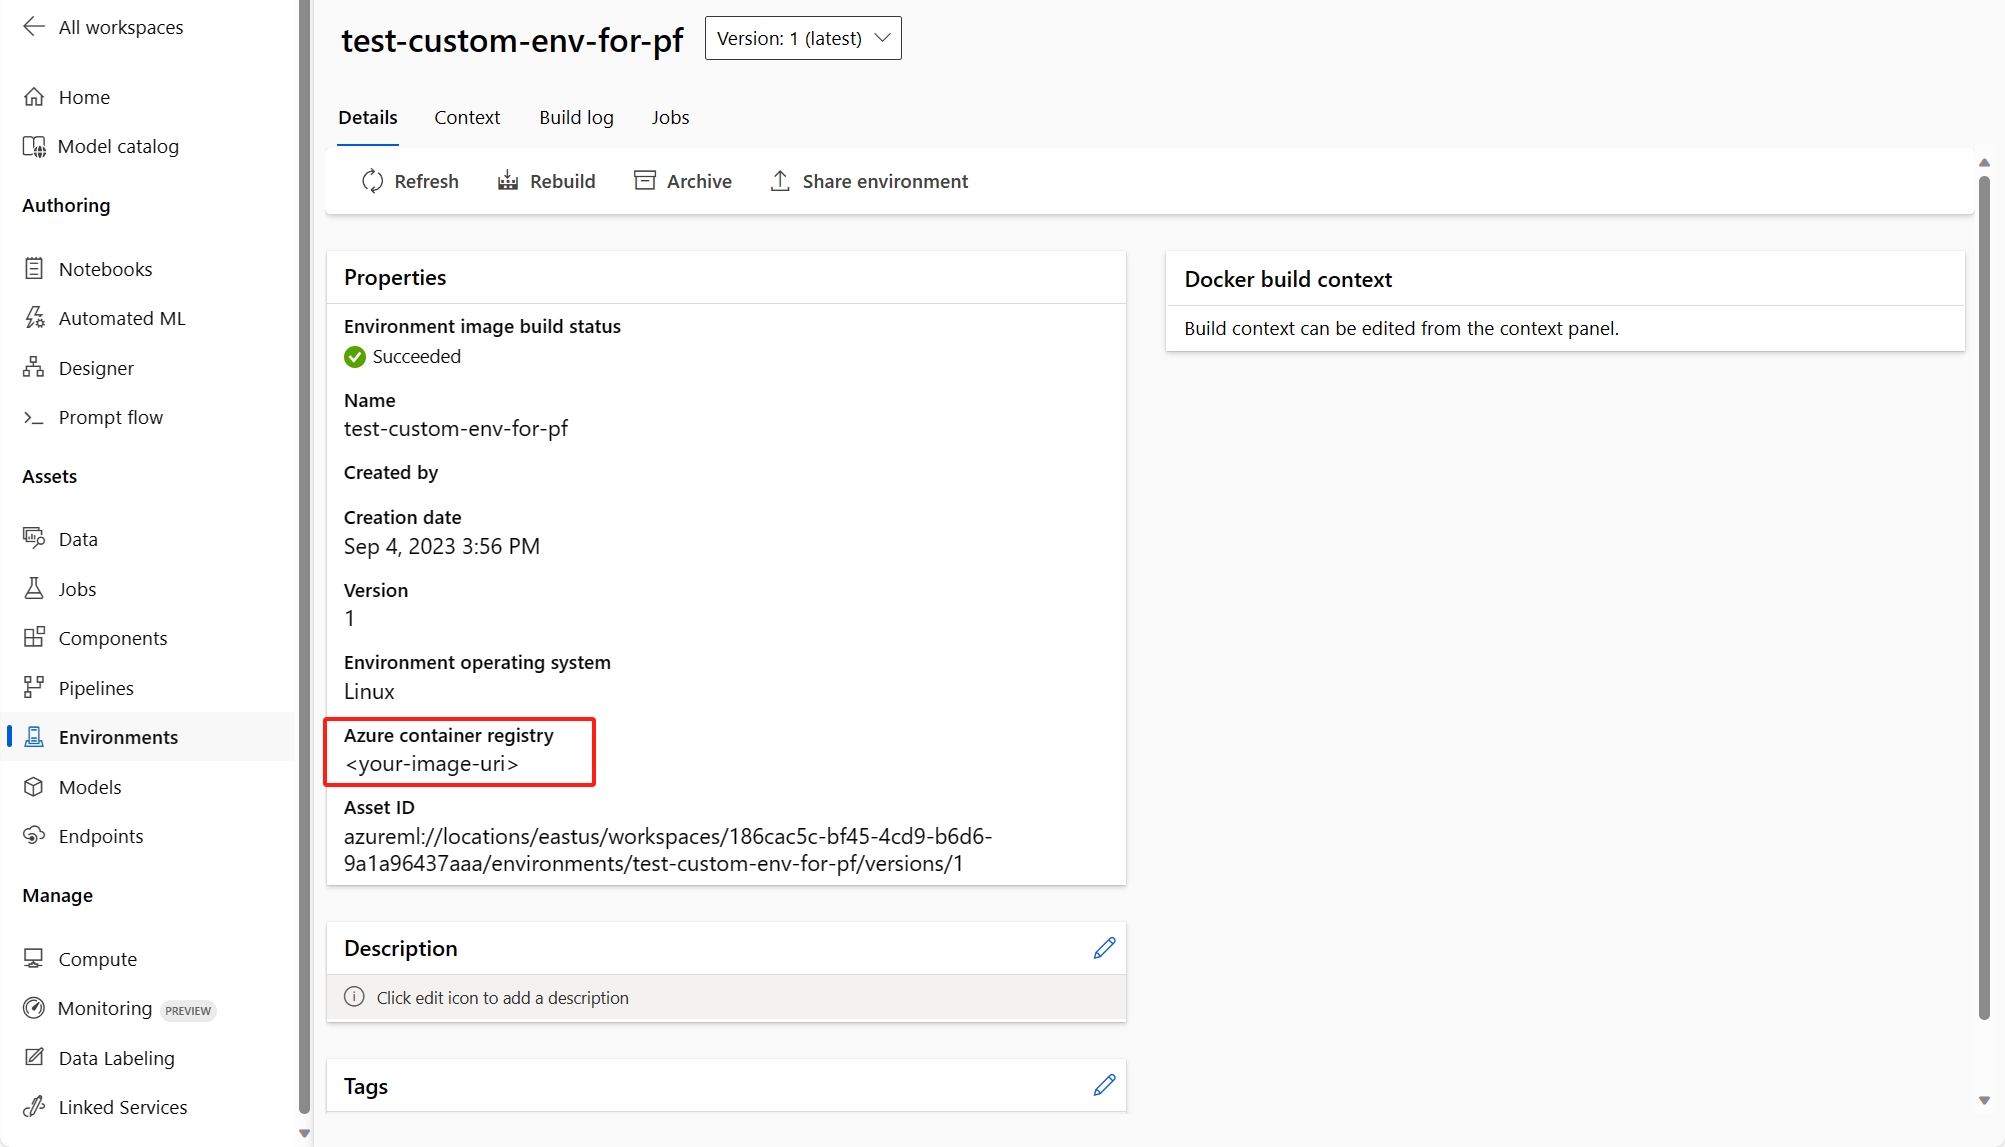 All workspaces
Home
Model catalog
Authoring
Notebooks
Automated ML
Designer
Prompt flow
Assets
Data
Jobs
Components
Pipelines
Environments
Models
Endpoints
Manage
Compute
Monitoring PREVIEW
Data Labeling
Linked Services
test-custom-env-for-pf
Version: 1 (latest)
Details Context Build log Jobs
Refresh Rebuild Archive Share environment
Properties
Environment image build status
Succeeded
Name
test-custom-env-for-pf
Created by
Creation date
Sep 4, 2023 3:56 PM
Version
1
Environment operating system
Linux
Azure container registry
<your-image-uri>
Asset ID
azureml://locations/eastus/workspaces/186cac5c-bf45-4cd9-b6d6-
9a1a96437aaa/environments/test-custom-env-for-pf/versions/1
Description
Click edit icon to add a description
Tags
Docker build context
Build context can be edited from the context panel.